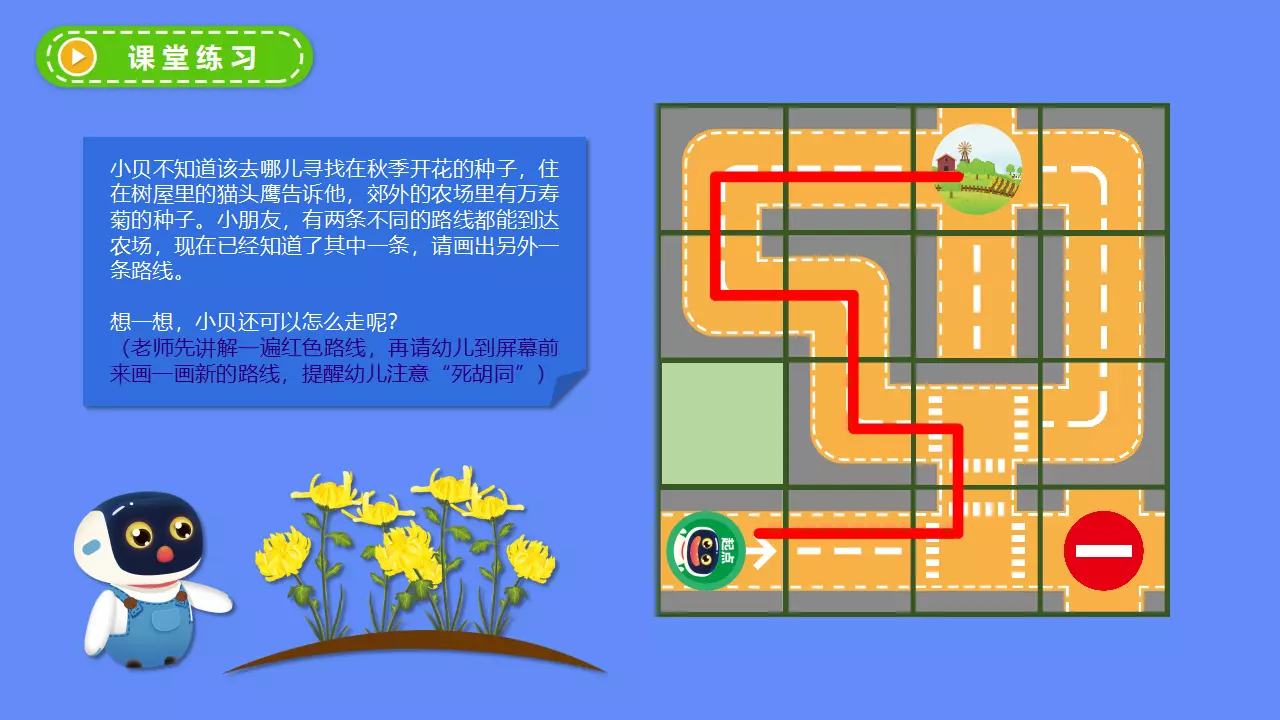 课堂练习
小贝不知道该去哪儿寻找在秋季开花的种子，住
在树屋里的猫头鹰告诉他，郊外的农场里有万寿
菊的种子。小朋友，有两条不同的路线都能到达
农场，现在已经知道了其中一条，请画出另外一
条路线。
想一想，小贝还可以怎么走呢？
（老师先讲解一遍红色路线，再请幼儿到屏幕前
来画一画新的路线，提醒幼儿注意“死胡同”）
起点